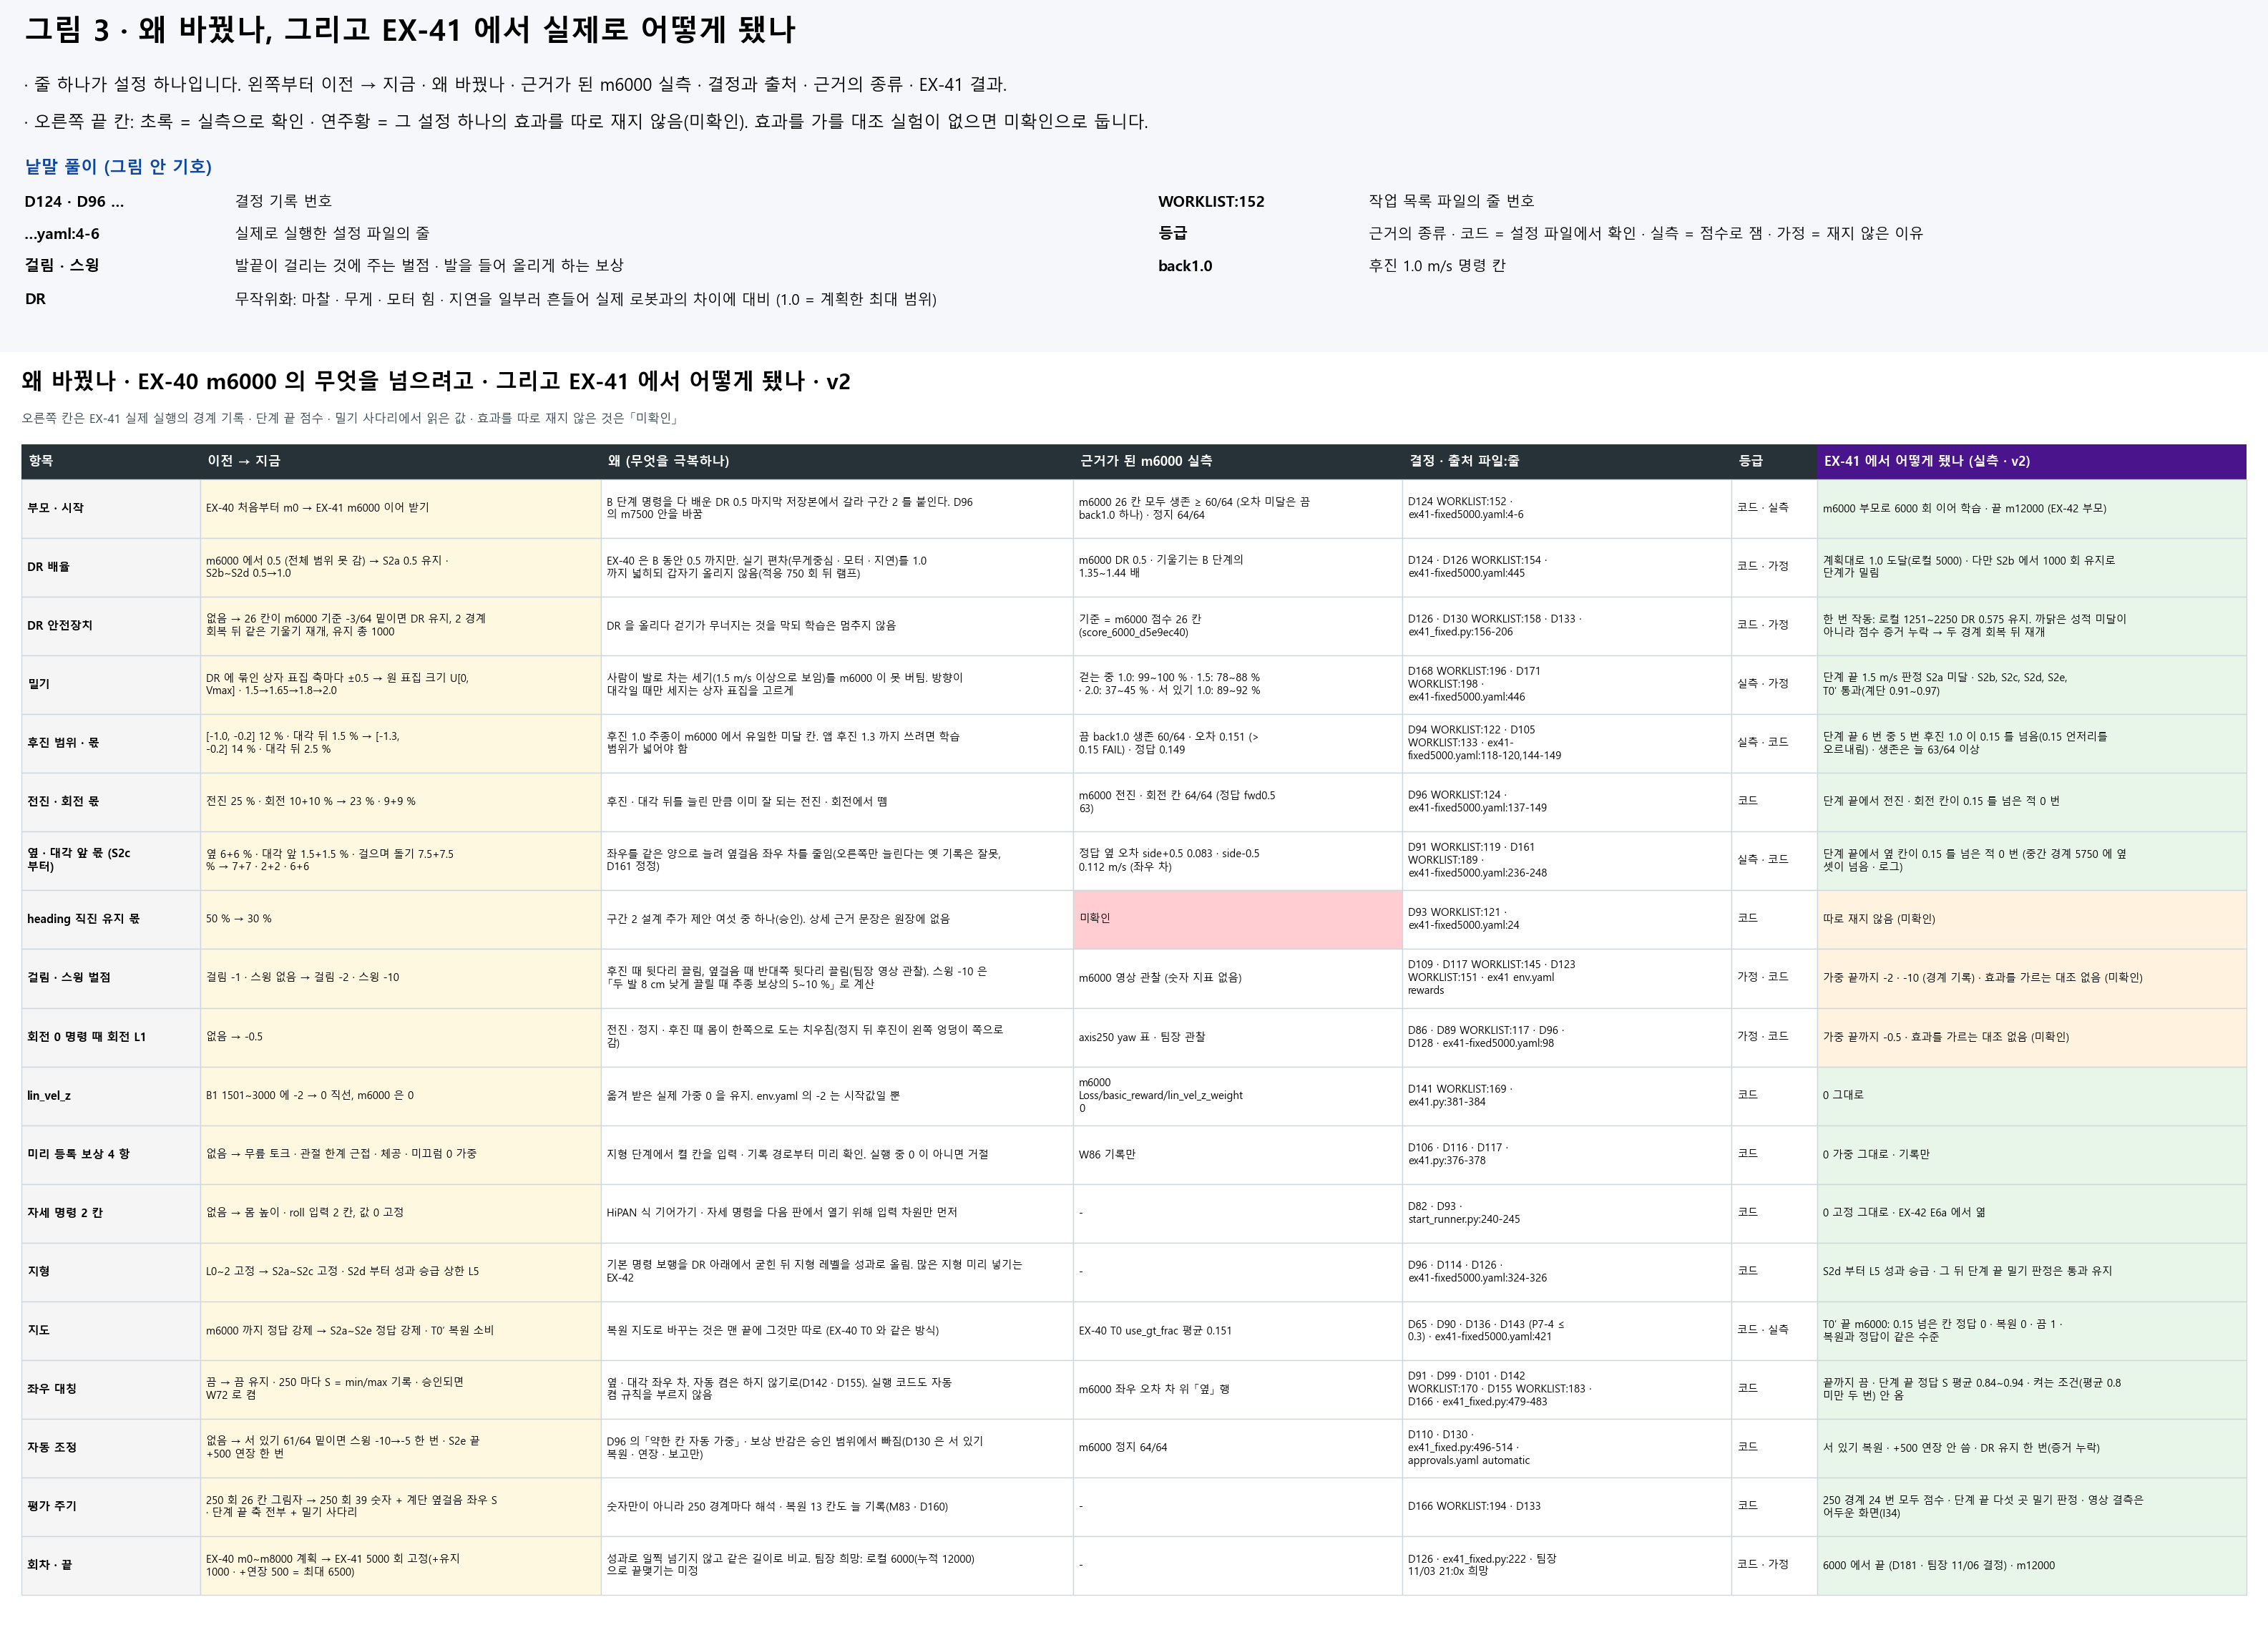 그림 3 · 왜 바꿨나, 그리고 EX-41 에서 실제로 어떻게 됐나
· 줄 하나가 설정 하나입니다. 왼쪽부터 이전 → 지금 · 왜 바꿨나 · 근거가 된 m6000 실측 · 결정과 출처 · 근거의 종류 · EX-41 결과.
· 오른쪽 끝 칸: 초록 = 실측으로 확인 · 연주황 = 그 설정 하나의 효과를 따로 재지 않음(미확인). 효과를 가를 대조 실험이 없으면 미확인으로 둡니다.
낱말 풀이 (그림 안 기호)
D124 · D96 ... 결정 기록 번호
WORKLIST:152 작업 목록 파일의 줄 번호
...yaml:4-6 실제로 실행한 설정 파일의 줄
등급 근거의 종류 · 코드 = 설정 파일에서 확인 · 실측 = 점수로 잼 · 가정 = 재지 않은 이유
걸림 · 스윙 발끝이 걸리는 것에 주는 벌점 · 발을 들어 올리게 하는 보상
back1.0 후진 1.0 m/s 명령 칸
DR 무작위화: 마찰 · 무게 · 모터 힘 · 지연을 일부러 흔들어 실제 로봇과의 차이에 대비 (1.0 = 계획한 최대 범위)
왜 바꿨나 · EX-40 m6000 의 무엇을 넘으려고 · 그리고 EX-41 에서 어떻게 됐나 · v2
오른쪽 칸은 EX-41 실제 실행의 경계 기록 · 단계 끝 점수 · 밀기 사다리에서 읽은 값 · 효과를 따로 재지 않은 것은 「미확인」
항목 이전 → 지금 왜 (무엇을 극복하나) 근거가 된 m6000 실측 결정 · 출처 파일:줄 등급 EX-41 에서 어떻게 됐나 (실측 · v2)
부모 · 시작
EX-40 처음부터 m0 → EX-41 m6000 이어 받기
B 단계 명령을 다 배운 DR 0.5 마지막 저장본에서 갈라 구간 2 를 붙인다. D96
의 m7500 안을 바꿈
m6000 26 칸 모두 생존 ≥ 60/64 (오차 미달은 끔
back1.0 하나) · 정지 64/64
D124 WORKLIST:152 ·
ex41-fixed5000.yaml:4-6
코드 · 실측
m6000 부모로 6000 회 이어 학습 · 끝 m12000 (EX-42 부모)
DR 배율
m6000 에서 0.5 (전체 범위 못 감) → S2a 0.5 유지 ·
S2b~S2d 0.5→1.0
EX-40 은 B 동안 0.5 까지만. 실기 편차(무게중심 · 모터 · 지연)를 1.0
까지 넓히되 갑자기 올리지 않음(적응 750 회 뒤 램프)
m6000 DR 0.5 · 기울기는 B 단계의
1.35~1.44 배
D124 · D126 WORKLIST:154 ·
ex41-fixed5000.yaml:445
코드 · 가정
계획대로 1.0 도달(로컬 5000) · 다만 S2b 에서 1000 회 유지로
단계가 밀림
DR 안전장치
없음 → 26 칸이 m6000 기준 -3/64 밑이면 DR 유지, 2 경계
회복 뒤 같은 기울기 재개, 유지 총 1000
DR 을 올리다 걷기가 무너지는 것을 막되 학습은 멈추지 않음
기준 = m6000 점수 26 칸
(score_6000_d5e9ec40)
D126 · D130 WORKLIST:158 · D133 ·
ex41_fixed.py:156-206
코드 · 가정
한 번 작동: 로컬 1251~2250 DR 0.575 유지. 까닭은 성적 미달이
아니라 점수 증거 누락 → 두 경계 회복 뒤 재개
밀기
DR 에 묶인 상자 표집 축마다 ±0.5 → 원 표집 크기 U[0,
Vmax] · 1.5→1.65→1.8→2.0
사람이 발로 차는 세기(1.5 m/s 이상으로 보임)를 m6000 이 못 버팀. 방향이
대각일 때만 세지는 상자 표집을 고르게
걷는 중 1.0: 99~100 % · 1.5: 78~88 %
· 2.0: 37~45 % · 서 있기 1.0: 89~92 %
D168 WORKLIST:196 · D171
WORKLIST:198 ·
ex41-fixed5000.yaml:446
실측 · 가정
단계 끝 1.5 m/s 판정 S2a 미달 · S2b, S2c, S2d, S2e,
T0′ 통과(계단 0.91~0.97)
후진 범위 · 몫
[-1.0, -0.2] 12 % · 대각 뒤 1.5 % → [-1.3,
-0.2] 14 % · 대각 뒤 2.5 %
후진 1.0 추종이 m6000 에서 유일한 미달 칸. 앱 후진 1.3 까지 쓰려면 학습
범위가 넓어야 함
끔 back1.0 생존 60/64 · 오차 0.151 (>
0.15 FAIL) · 정답 0.149
D94 WORKLIST:122 · D105
WORKLIST:133 · ex41-
fixed5000.yaml:118-120,144-149
실측 · 코드
단계 끝 6 번 중 5 번 후진 1.0 이 0.15 를 넘음(0.15 언저리를
오르내림) · 생존은 늘 63/64 이상
전진 · 회전 몫
전진 25 % · 회전 10+10 % → 23 % · 9+9 %
후진 · 대각 뒤를 늘린 만큼 이미 잘 되는 전진 · 회전에서 뗌
m6000 전진 · 회전 칸 64/64 (정답 fwd0.5
63)
D96 WORKLIST:124 ·
ex41-fixed5000.yaml:137-149
코드
단계 끝에서 전진 · 회전 칸이 0.15 를 넘은 적 0 번
옆 · 대각 앞 몫 (S2c
부터)
옆 6+6 % · 대각 앞 1.5+1.5 % · 걸으며 돌기 7.5+7.5
% → 7+7 · 2+2 · 6+6
좌우를 같은 양으로 늘려 옆걸음 좌우 차를 줄임(오른쪽만 늘린다는 옛 기록은 잘못,
D161 정정)
정답 옆 오차 side+0.5 0.083 · side-0.5
0.112 m/s (좌우 차)
D91 WORKLIST:119 · D161
WORKLIST:189 ·
ex41-fixed5000.yaml:236-248
실측 · 코드
단계 끝에서 옆 칸이 0.15 를 넘은 적 0 번 (중간 경계 5750 에 옆
셋이 넘음 · 로그)
heading 직진 유지 몫
50 % → 30 %
구간 2 설계 추가 제안 여섯 중 하나(승인). 상세 근거 문장은 원장에 없음
미확인
D93 WORKLIST:121 ·
ex41-fixed5000.yaml:24
코드
따로 재지 않음 (미확인)
걸림 · 스윙 벌점
걸림 -1 · 스윙 없음 → 걸림 -2 · 스윙 -10
후진 때 뒷다리 끌림, 옆걸음 때 반대쪽 뒷다리 끌림(팀장 영상 관찰). 스윙 -10 은
「두 발 8 cm 낮게 끌릴 때 추종 보상의 5~10 %」 로 계산
m6000 영상 관찰 (숫자 지표 없음)
D109 · D117 WORKLIST:145 · D123
WORKLIST:151 · ex41 env.yaml
rewards
가정 · 코드
가중 끝까지 -2 · -10 (경계 기록) · 효과를 가르는 대조 없음 (미확인)
회전 0 명령 때 회전 L1
없음 → -0.5
전진 · 정지 · 후진 때 몸이 한쪽으로 도는 치우침(정지 뒤 후진이 왼쪽 엉덩이 쪽으로
감)
axis250 yaw 표 · 팀장 관찰
D86 · D89 WORKLIST:117 · D96 ·
D128 · ex41-fixed5000.yaml:98
가정 · 코드
가중 끝까지 -0.5 · 효과를 가르는 대조 없음 (미확인)
lin_vel_z
B1 1501~3000 에 -2 → 0 직선, m6000 은 0
옮겨 받은 실제 가중 0 을 유지. env.yaml 의 -2 는 시작값일 뿐
m6000
Loss/basic_reward/lin_vel_z_weight
0
D141 WORKLIST:169 ·
ex41.py:381-384
코드
0 그대로
미리 등록 보상 4 항
없음 → 무릎 토크 · 관절 한계 근접 · 체공 · 미끄럼 0 가중
지형 단계에서 켤 칸을 입력 · 기록 경로부터 미리 확인. 실행 중 0 이 아니면 거절
W86 기록만
D106 · D116 · D117 ·
ex41.py:376-378
코드
0 가중 그대로 · 기록만
자세 명령 2 칸
없음 → 몸 높이 · roll 입력 2 칸, 값 0 고정
HiPAN 식 기어가기 · 자세 명령을 다음 판에서 열기 위해 입력 차원만 먼저
-
D82 · D93 ·
start_runner.py:240-245
코드
0 고정 그대로 · EX-42 E6a 에서 엶
지형
L0~2 고정 → S2a~S2c 고정 · S2d 부터 성과 승급 상한 L5
기본 명령 보행을 DR 아래에서 굳힌 뒤 지형 레벨을 성과로 올림. 많은 지형 미리 넣기는
EX-42
-
D96 · D114 · D126 ·
ex41-fixed5000.yaml:324-326
코드
S2d 부터 L5 성과 승급 · 그 뒤 단계 끝 밀기 판정은 통과 유지
지도
m6000 까지 정답 강제 → S2a~S2e 정답 강제 · T0′ 복원 소비
복원 지도로 바꾸는 것은 맨 끝에 그것만 따로 (EX-40 T0 와 같은 방식)
EX-40 T0 use_gt_frac 평균 0.151
D65 · D90 · D136 · D143 (P7-4 ≤
0.3) · ex41-fixed5000.yaml:421
코드 · 실측
T0′ 끝 m6000: 0.15 넘은 칸 정답 0 · 복원 0 · 끔 1 ·
복원과 정답이 같은 수준
좌우 대칭
끔 → 끔 유지 · 250 마다 S = min/max 기록 · 승인되면
W72 로 켬
옆 · 대각 좌우 차. 자동 켬은 하지 않기로(D142 · D155). 실행 코드도 자동
켬 규칙을 부르지 않음
m6000 좌우 오차 차 위 「옆」 행
D91 · D99 · D101 · D142
WORKLIST:170 · D155 WORKLIST:183 ·
D166 · ex41_fixed.py:479-483
코드
끝까지 끔 · 단계 끝 정답 S 평균 0.84~0.94 · 켜는 조건(평균 0.8
미만 두 번) 안 옴
자동 조정
없음 → 서 있기 61/64 밑이면 스윙 -10→-5 한 번 · S2e 끝
+500 연장 한 번
D96 의 「약한 칸 자동 가중」 · 보상 반감은 승인 범위에서 빠짐(D130 은 서 있기
복원 · 연장 · 보고만)
m6000 정지 64/64
D110 · D130 ·
ex41_fixed.py:496-514 ·
approvals.yaml automatic
코드
서 있기 복원 · +500 연장 안 씀 · DR 유지 한 번(증거 누락)
평가 주기
250 회 26 칸 그림자 → 250 회 39 숫자 + 계단 옆걸음 좌우 S
· 단계 끝 축 전부 + 밀기 사다리
숫자만이 아니라 250 경계마다 해석 · 복원 13 칸도 늘 기록(M83 · D160)
-
D166 WORKLIST:194 · D133
코드
250 경계 24 번 모두 점수 · 단계 끝 다섯 곳 밀기 판정 · 영상 결측은
어두운 화면(I34)
회차 · 끝
EX-40 m0~m8000 계획 → EX-41 5000 회 고정(+유지
1000 · +연장 500 = 최대 6500)
성과로 일찍 넘기지 않고 같은 길이로 비교. 팀장 희망: 로컬 6000(누적 12000)
으로 끝맺기는 미정
-
D126 · ex41_fixed.py:222 · 팀장
11/03 21:0x 희망
코드 · 가정
6000 에서 끝 (D181 · 팀장 11/06 결정) · m12000